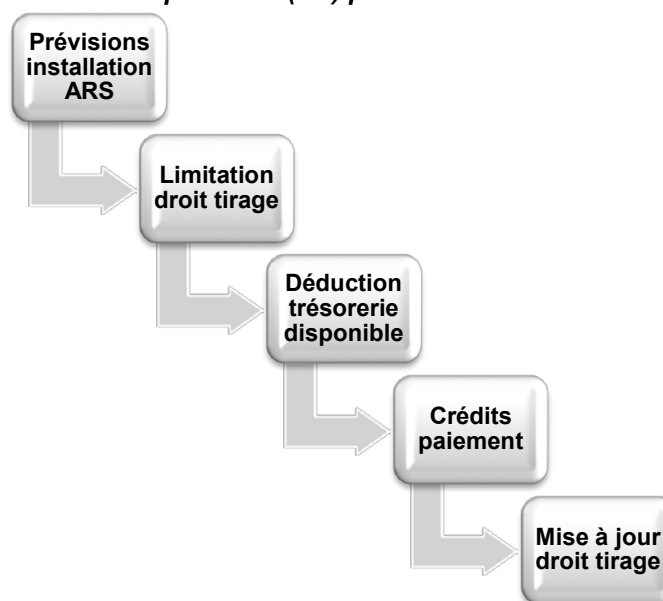 Prévisions
installation
ARS
Limitation
droit tirage
Déduction
trésorerie
disponible
Crédits
paiement
Mise à jour
droit tirage